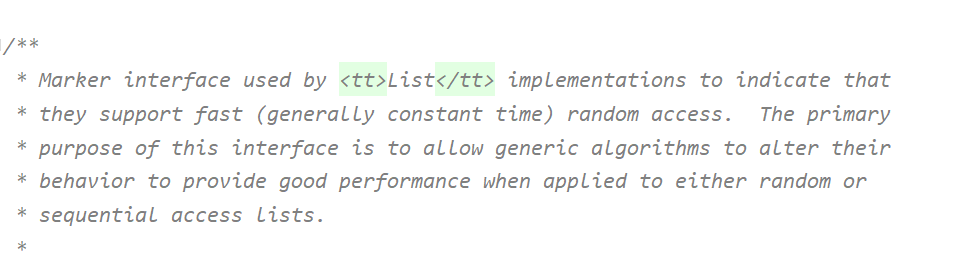 /**
* Marker interface used by <tt>List</tt> implementations to indicate that
* they support fast (generally constant time) random access.  The primary
* purpose of this interface is to allow generic algorithms to alter their
* behavior to provide good performance when applied to either random or
* sequential access lists.
*